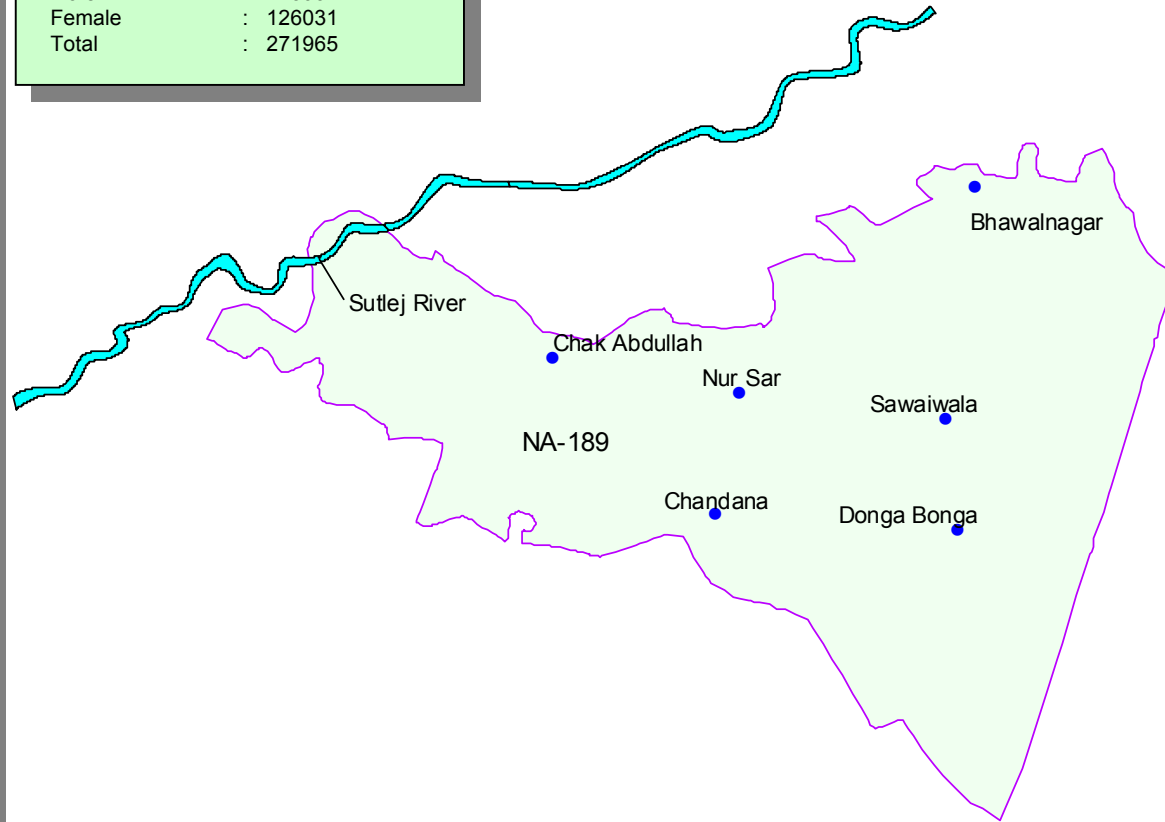 Female : 126031
Total : 271965
Bhawalnagar
Sutlej River
Chak Abdullah
Nur Sar
Sawaiwala
NA-189
Chandana
Donga Bonga